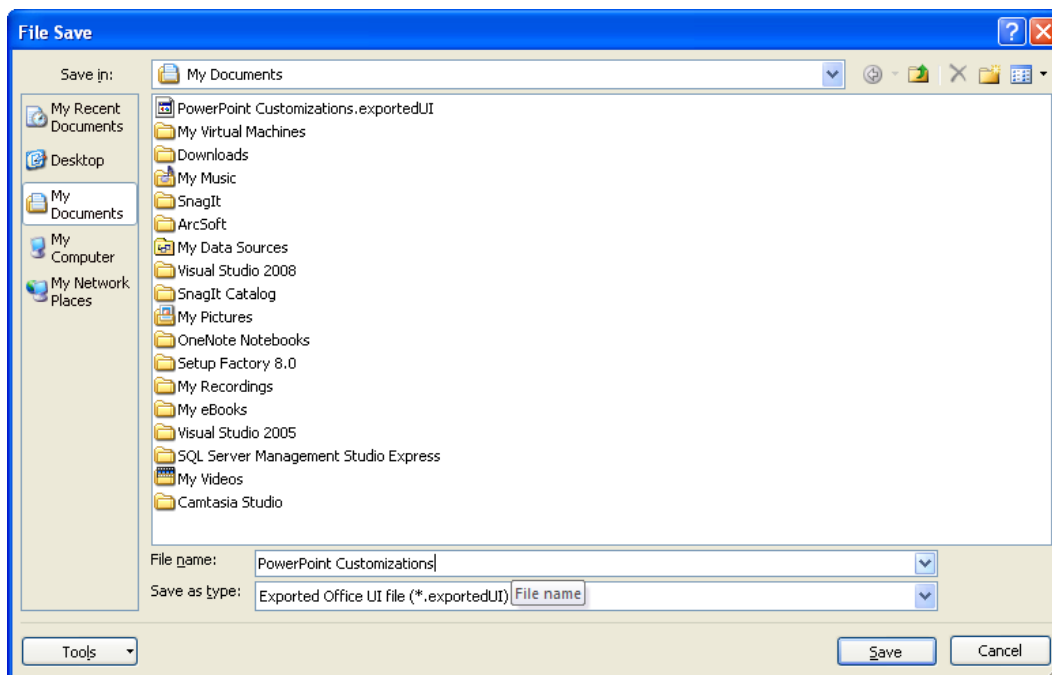 File Save
Save in:
My Documents
My Recent
Documents
Desktop
My
Documents
My
Computer
My Network
Places
PowerPoint Customizations.exportedUI
My Virtual Machines
Downloads
My Music
SnagIt
ArcSoft
My Data Sources
Visual Studio 2008
SnagIt Catalog
My Pictures
OneNote Notebooks
Setup Factory 8.0
My Recordings
My eBooks
Visual Studio 2005
SQL Server Management Studio Express
My Videos
Camtasia Studio
File name:
PowerPoint Customizations
Save as type:
Exported Office UI file (*.exportedUI)
File name
Tools
Save
Cancel